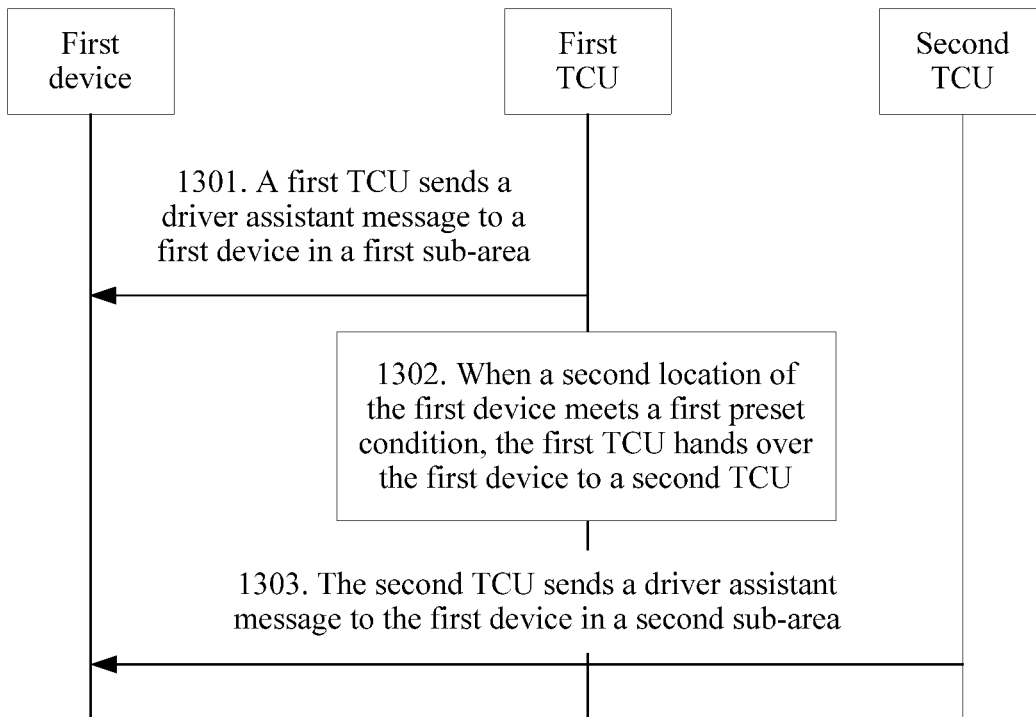 First
device
First
TCU
Second
TCU
1301. A first TCU sends a
driver assistant message to a
first device in a first sub-area
1302. When a second location of
the first device meets a first preset
condition, the first TCU hands over
the first device to a second TCU
1303. The second TCU sends a driver assistant
message to the first device in a second sub-area